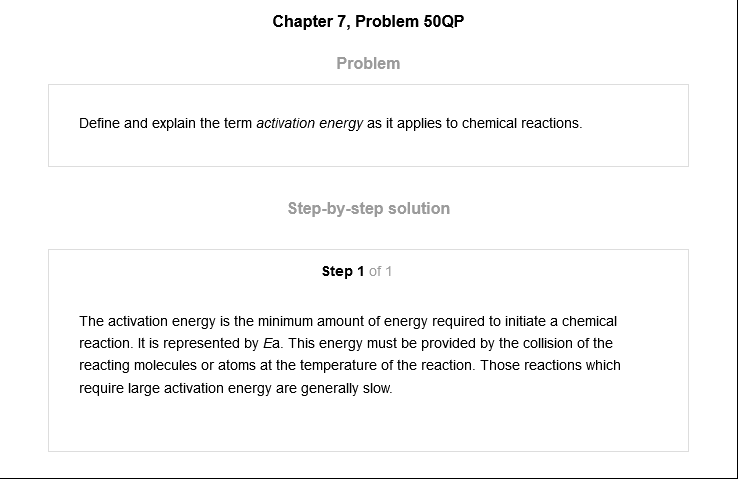 Chapter 7, Problem 50QP
Problem
Define and explain the term activation energy as it applies to chemical reactions.
Step-by-step solution
Step 1 of 1
The activation energy is the minimum amount of energy required to initiate a chemical
reaction. It is represented by Ea. This energy must be provided by the collision of the
reacting molecules or atoms at the temperature of the reaction. Those reactions which
require large activation energy are generally slow.